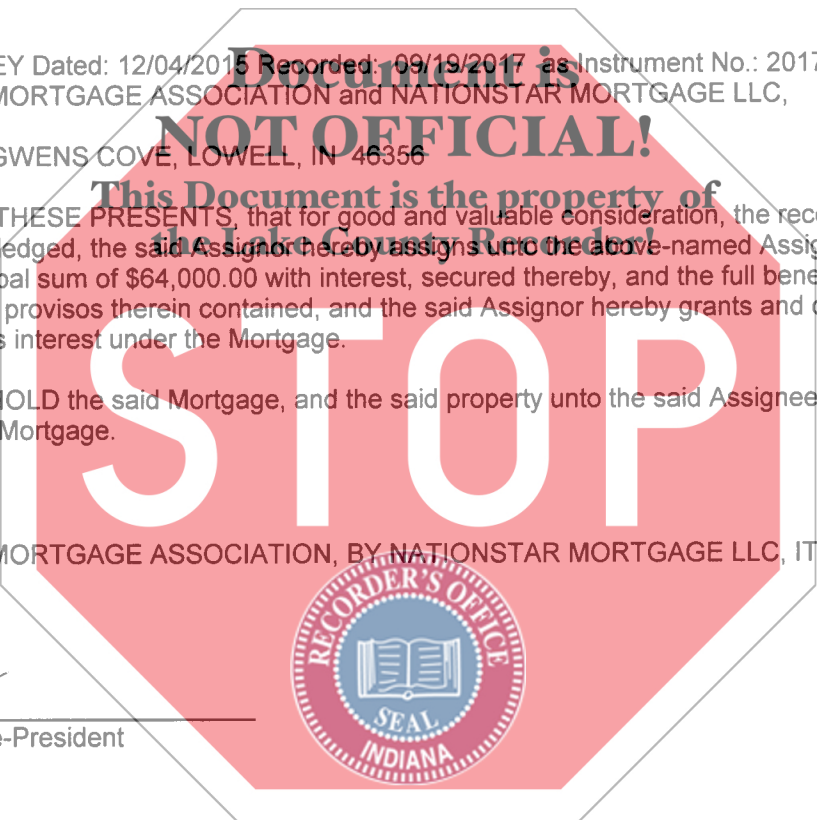 EY Dated: 12/04/2015 Recorded: 09/19/2017 as Instrument No.: 2017
MORTGAGE ASSOCIATION and NATIONSTAR MORTGAGE LLC,
GWENS COVE, LOWELL, IN 46356
THESE PRESENTS, that for good and valuable consideration, the rece
edged, the said Assignor hereby assigns unto the above-named Assig
pal sum of $64,000.00 with interest, secured thereby, and the full bene
provisos therein contained, and the said Assignor hereby grants and c
s interest under the Mortgage.
HOLD the said Mortgage, and the said property unto the said Assignee
Mortgage.
MORTGAGE ASSOCIATION, BY NATIONSTAR MORTGAGE LLC, IT
e-President
Document is
NOT OFFICIAL!
This Document is the property of
the Lake County Recorder!
STOP
RECORDER'S OFFICE
SEAL
INDIANA